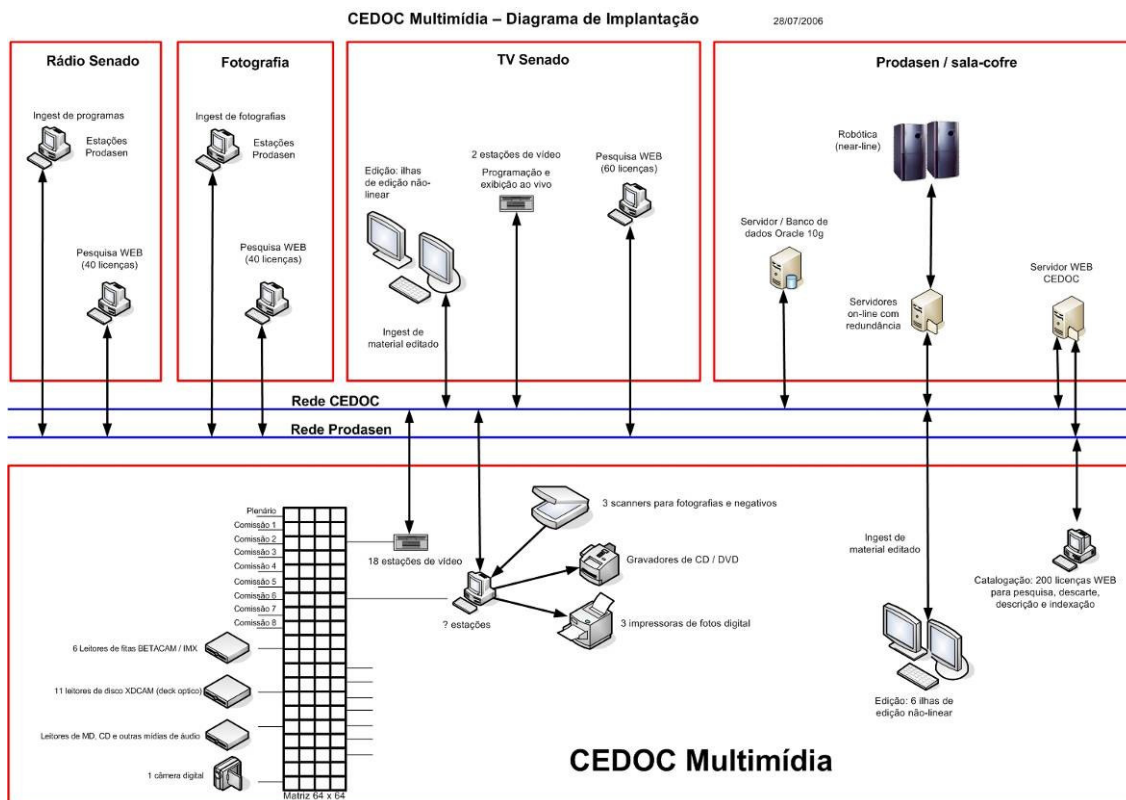 CEDOC Multimídia – Diagrama de Implantação
28/07/2006
Rádio Senado
Ingest de programas
Estações
Prodasen
Pesquisa WEB
(40 licenças)
Fotografia
Ingest de fotografias
Estações
Prodasen
Pesquisa WEB
(40 licenças)
TV Senado
Edição: ilhas
de edição não-
linear
Ingest de
material editado
2 estações de vídeo
Programação e
exibição ao vivo
Pesquisa WEB
(60 licenças)
Prodasen / sala-cofre
Robótica
(near-line)
Servidor / Banco de
dados Oracle 10g
Servidores
on-line com
redundância
Servidor WEB
CEDOC
Rede CEDOC
Rede Prodasen
Plenário
Comissão 1
Comissão 2
Comissão 3
Comissão 4
Comissão 5
Comissão 6
Comissão 7
Comissão 8
6 Leitores de fitas BETACAM / IMX
11 leitores de disco XDCAM (deck optico)
Leitores de MD, CD e outras mídias de áudio
1 câmera digital
Matriz 64 x 64
18 estações de vídeo
? estações
3 scanners para fotografias e negativos
Gravadores de CD / DVD
3 impressoras de fotos digital
Ingest de
material editado
Edição: 6 ilhas de
edição não-linear
Catalogação: 200 licenças WEB
para pesquisa, descarte,
descrição e indexação
CEDOC Multimídia